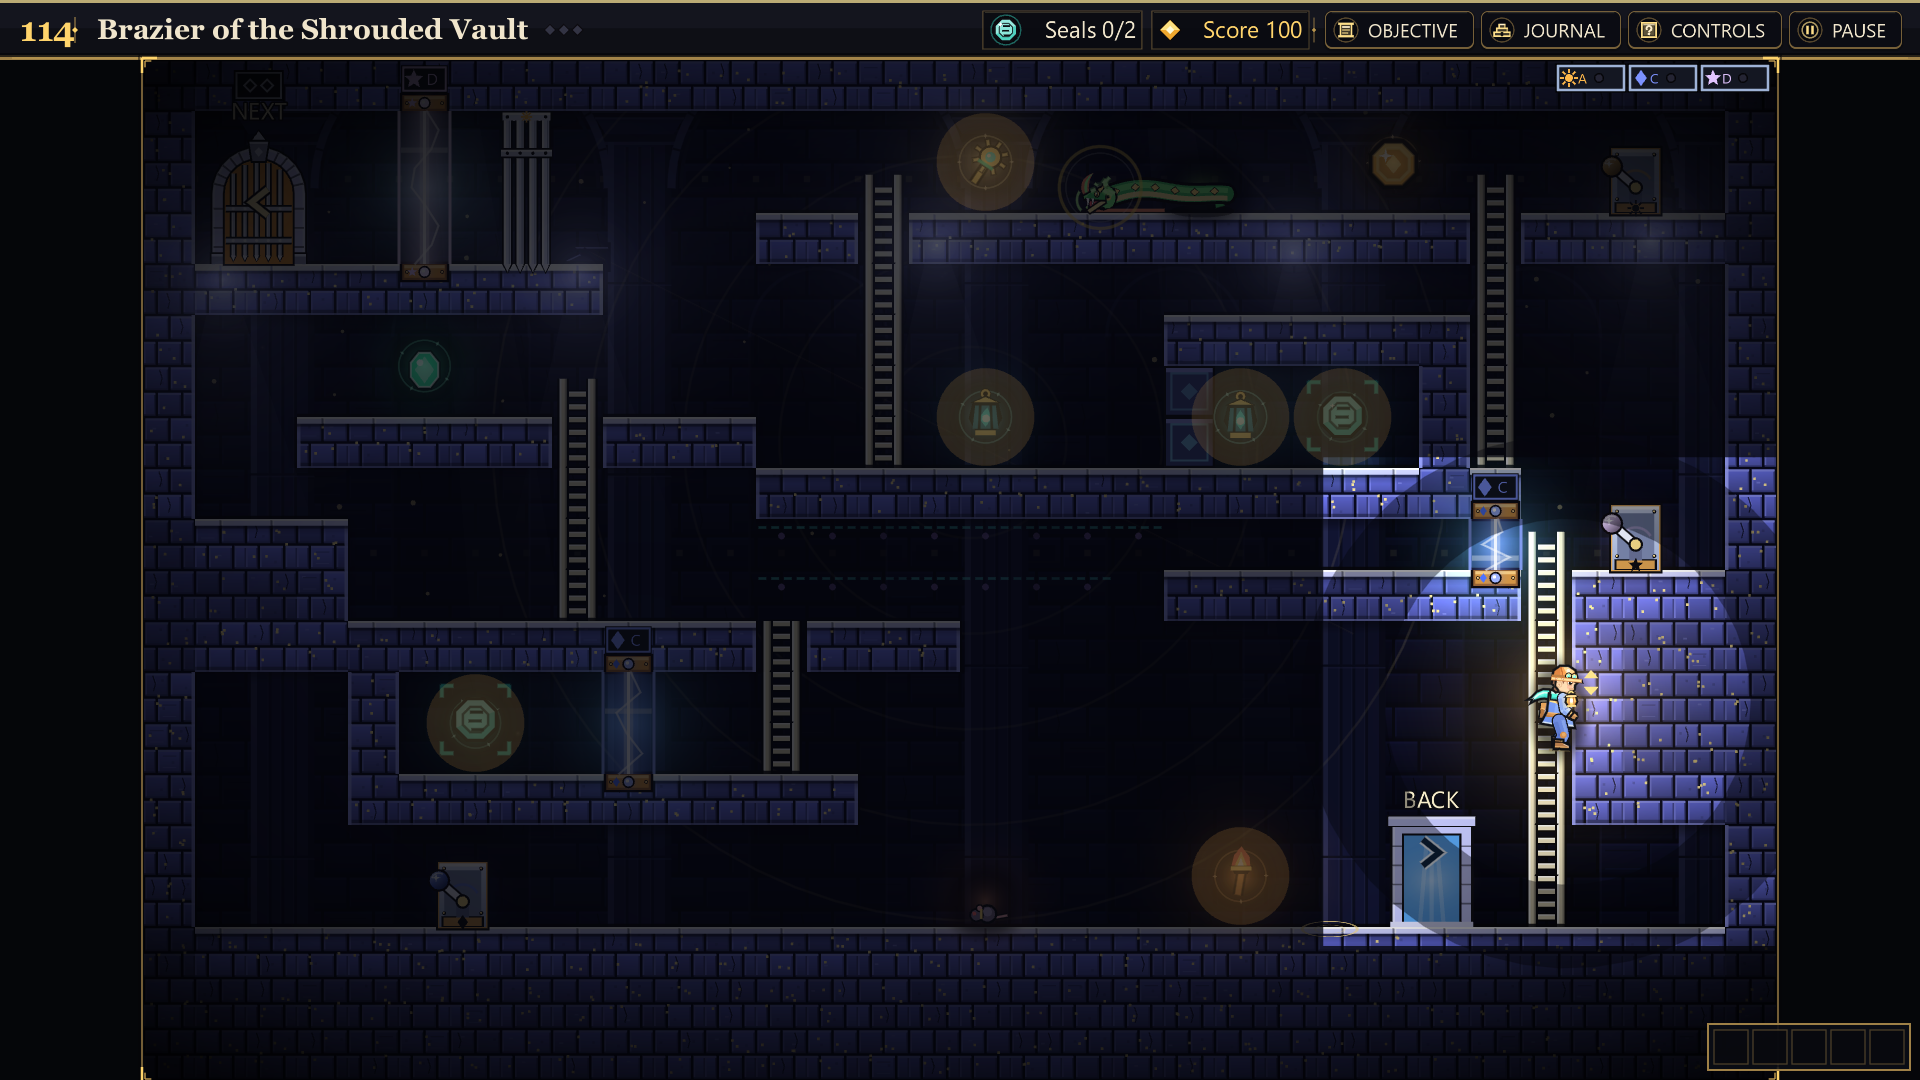 114 Brazier of the Shrouded Vault
Seals 0/2
Score 100
OBJECTIVE
JOURNAL
CONTROLS
PAUSE
A
C
D
D
NEXT
C
C
BACK